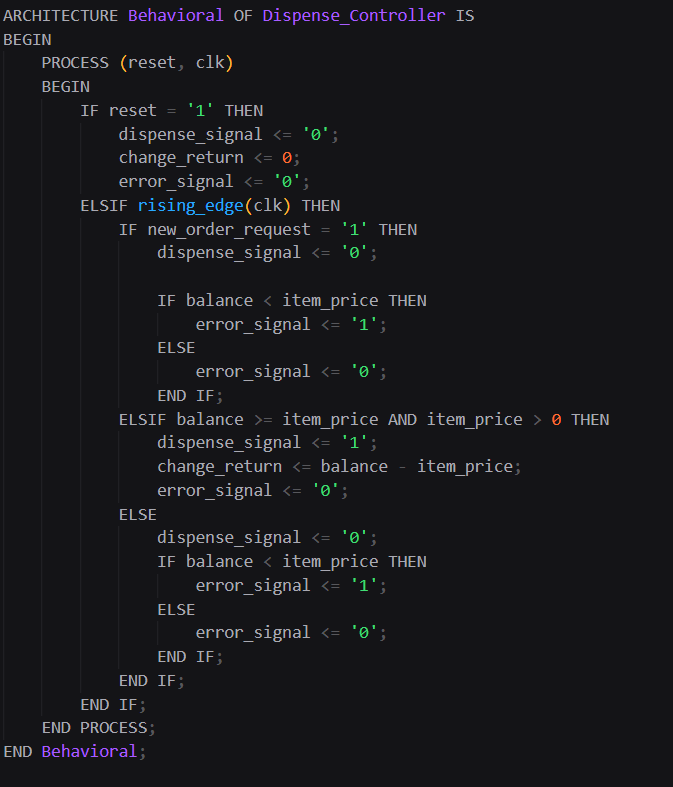 ARCHITECTURE Behavioral OF Dispense_Controller IS
BEGIN
    PROCESS (reset, clk)
    BEGIN
        IF reset = '1' THEN
            dispense_signal <= '0';
            change_return <= 0;
            error_signal <= '0';
        ELSIF rising_edge(clk) THEN
            IF new_order_request = '1' THEN
                dispense_signal <= '0';

                IF balance < item_price THEN
                    error_signal <= '1';
                ELSE
                    error_signal <= '0';
                END IF;
            ELSIF balance >= item_price AND item_price > 0 THEN
                dispense_signal <= '1';
                change_return <= balance - item_price;
                error_signal <= '0';
            ELSE
                dispense_signal <= '0';
                IF balance < item_price THEN
                    error_signal <= '1';
                ELSE
                    error_signal <= '0';
                END IF;
            END IF;
        END IF;
    END PROCESS;
END Behavioral;